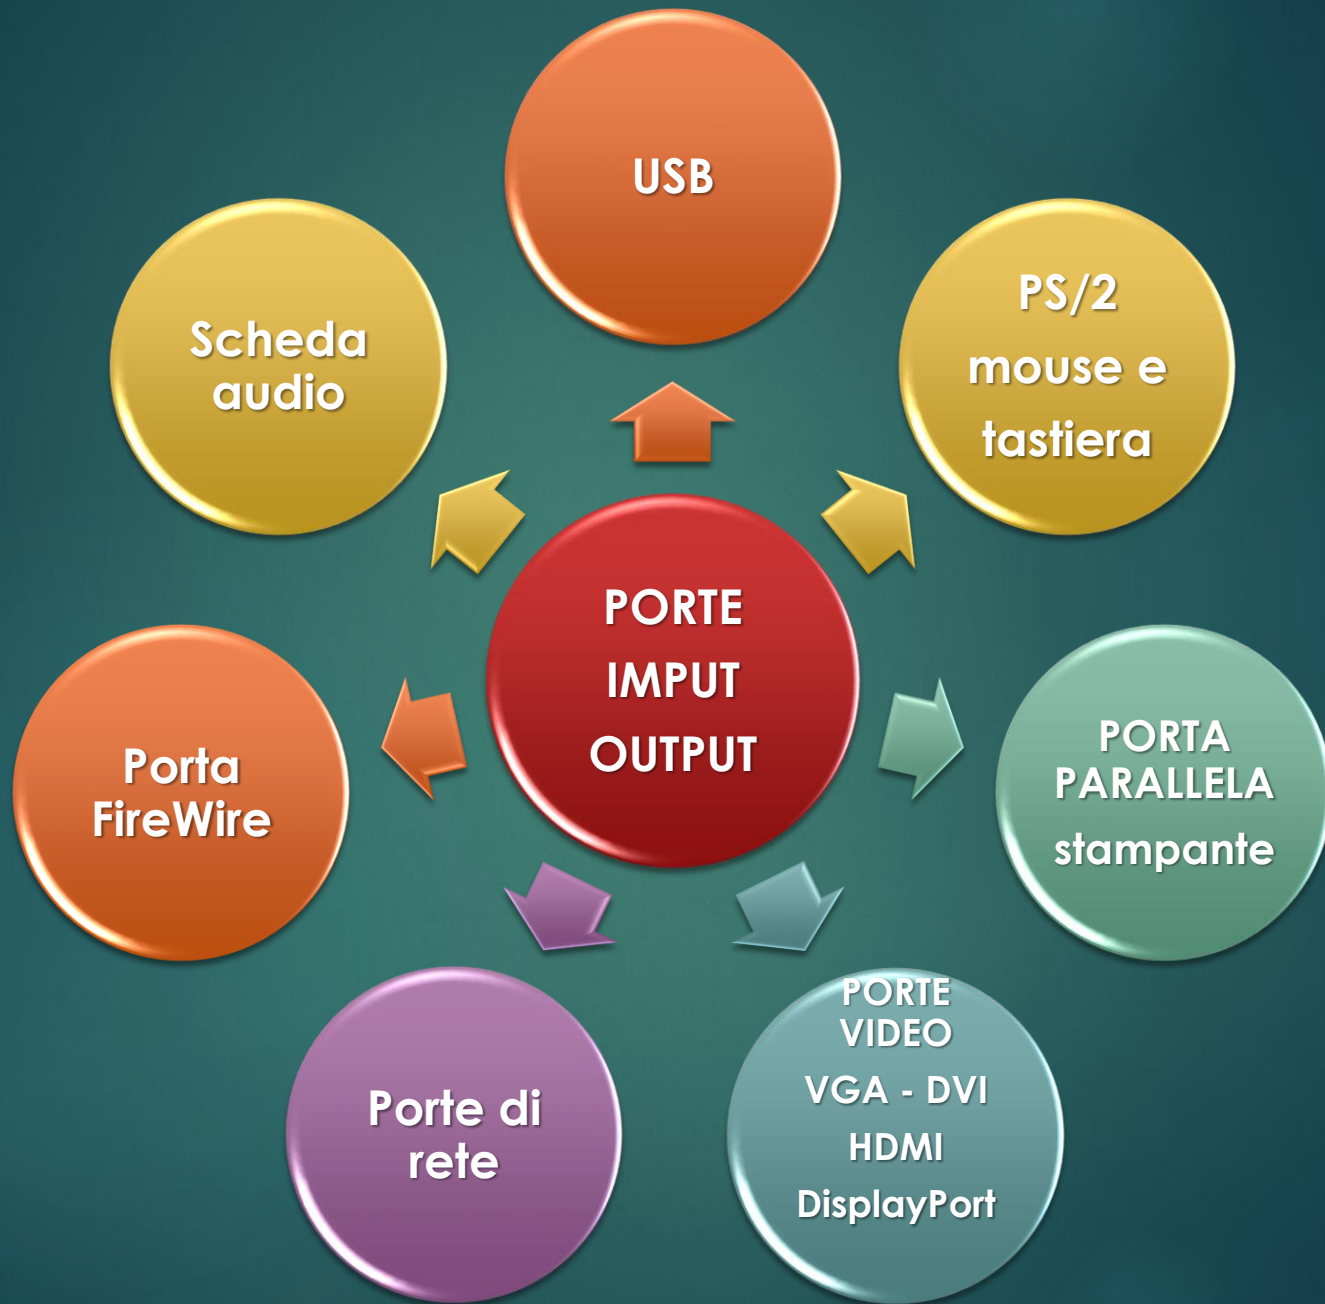 USB
PS/2
mouse e
tastiera
PORTA
PARALLELA
stampante
PORTE
VIDEO
VGA - DVI
HDMI
DisplayPort
Porte di
rete
Porta
FireWire
Scheda
audio
PORTE
IMPUT
OUTPUT